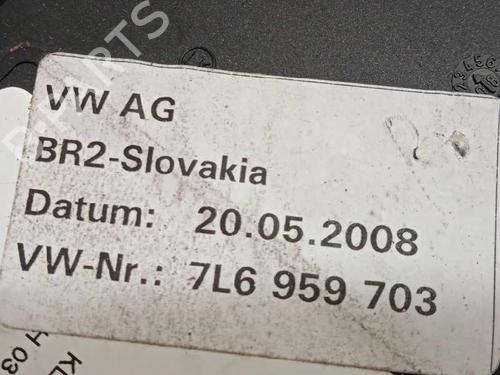 VW AG
BR2-Slovakia
Datum: 20.05.2008
VW-Nr.: 7L6 959 703